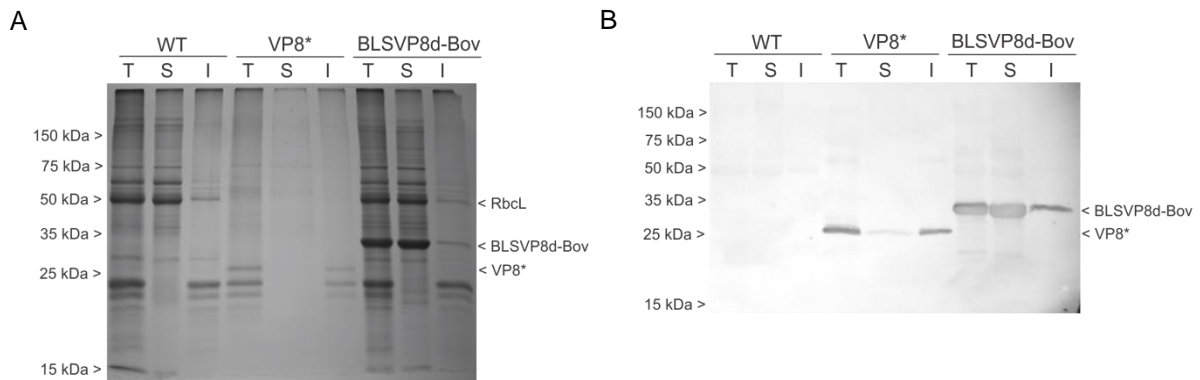 A
WT VP8* BLSVP8d-Bov
T S I T S I T S I
150 kDa >
75 kDa >
50 kDa >
35 kDa >
25 kDa >
15 kDa >
< RbcL
< BLSVP8d-Bov
< VP8*
B
WT VP8* BLSVP8d-Bov
T S I T S I T S I
150 kDa >
75 kDa >
50 kDa >
35 kDa >
25 kDa >
15 kDa >
< BLSVP8d-Bov
< VP8*